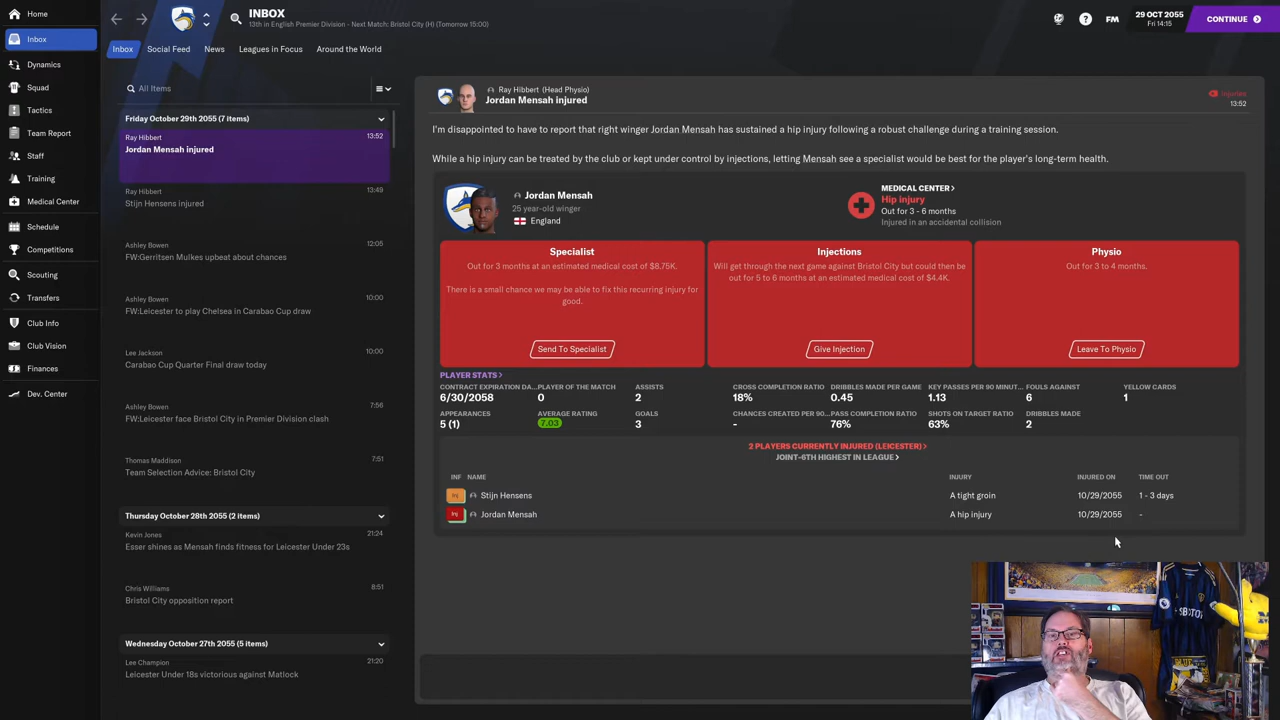 Home
Inbox
Dynamics
Squad
Tactics
Team Report
Staff
Training
Medical Center
Schedule
Competitions
Scouting
Transfers
Club Info
Club Vision
Finances
Dev. Center
INBOX
13th in English Premier Division - Next Match: Bristol City (H) (Tomorrow 15:00)
FM
29 OCT 2055
Fri 14:15
CONTINUE
Inbox
Social Feed
News
Leagues in Focus
Around the World
All Items
Friday October 29th 2055 (7 items)
Ray Hibbert
13:52
Jordan Mensah injured
Ray Hibbert
13:49
Stijn Hensens injured
Ashley Bowen
12:05
FW:Gerritsen Mulkes upbeat about chances
Ashley Bowen
10:00
FW:Leicester to play Chelsea in Carabao Cup draw
Lee Jackson
10:00
Carabao Cup Quarter Final draw today
Ashley Bowen
7:56
FW:Leicester face Bristol City in Premier Division clash
Thomas Maddison
7:51
Team Selection Advice: Bristol City
Thursday October 28th 2055 (2 items)
Kevin Jones
21:24
Esser shines as Mensah finds fitness for Leicester Under 23s
Chris Williams
8:51
Bristol City opposition report
Wednesday October 27th 2055 (5 items)
Lee Champion
21:20
Leicester Under 18s victorious against Matlock
Ray Hibbert (Head Physio)
Jordan Mensah injured
Injuries
13:52
I'm disappointed to have to report that right winger Jordan Mensah has sustained a hip injury following a robust challenge during a training session.
While a hip injury can be treated by the club or kept under control by injections, letting Mensah see a specialist would be best for the player's long-term health.
Jordan Mensah
25 year-old winger
England
MEDICAL CENTER >
Hip injury
Out for 3 - 6 months
Injured in an accidental collision
Specialist
Out for 3 months at an estimated medical cost of $8.75K.
There is a small chance we may be able to fix this recurring injury for
good.
Send To Specialist
Injections
Will get through the next game against Bristol City but could then be
out for 5 to 6 months at an estimated medical cost of $4.4K.
Give Injection
Physio
Out for 3 to 4 months.
Leave To Physio
PLAYER STATS >
CONTRACT EXPIRATION DA...
6/30/2058
PLAYER OF THE MATCH
0
ASSISTS
2
CROSS COMPLETION RATIO
18%
DRIBBLES MADE PER GAME
0.45
KEY PASSES PER 90 MINUT...
1.13
FOULS AGAINST
6
YELLOW CARDS
1
APPEARANCES
5 (1)
AVERAGE RATING
7.03
GOALS
3
CHANCES CREATED PER 90...
-
PASS COMPLETION RATIO
76%
SHOTS ON TARGET RATIO
63%
DRIBBLES MADE
2
2 PLAYERS CURRENTLY INJURED (LEICESTER) >
JOINT-6TH HIGHEST IN LEAGUE >
INF NAME INJURY INJURED ON TIME OUT
Inj Stijn Hensens A tight groin 10/29/2055 1 - 3 days
Inj Jordan Mensah A hip injury 10/29/2055 -